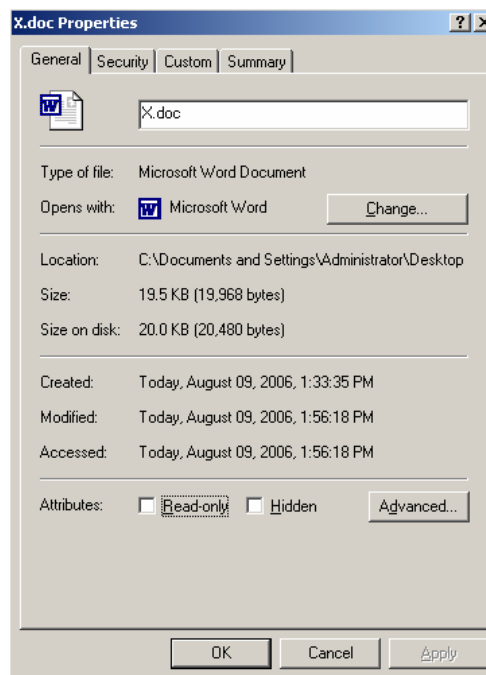 X.doc Properties
General Security Custom Summary
X.doc
Type of file: Microsoft Word Document
Opens with: Microsoft Word Change...
Location: C:\Documents and Settings\Administrator\Desktop
Size: 19.5 KB (19,968 bytes)
Size on disk: 20.0 KB (20,480 bytes)
Created: Today, August 09, 2006, 1:33:35 PM
Modified: Today, August 09, 2006, 1:56:18 PM
Accessed: Today, August 09, 2006, 1:56:18 PM
Attributes: Read-only Hidden Advanced...
OK Cancel Apply